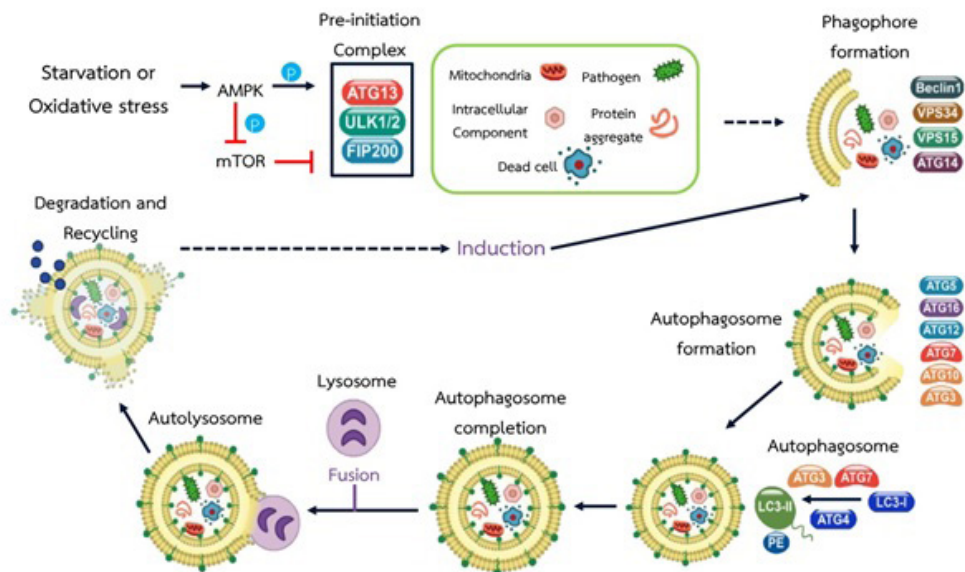 Pre-initiation
Complex
Starvation or
Oxidative stress
AMPK
P
P
mTOR
ATG13
ULK1/2
FIP200
Mitochondria
Pathogen
Intracellular
Component
Protein
aggregate
Dead cell
Phagophore
formation
Beclin1
VPS34
VPS15
ATG14
Degradation and
Recycling
Induction
Autophagosome
formation
ATG5
ATG16
ATG12
ATG7
ATG10
ATG3
Lysosome
Fusion
Autolysosome
Autophagosome
completion
Autophagosome
ATG3
ATG7
LC3-II
LC3-I
ATG4
PE